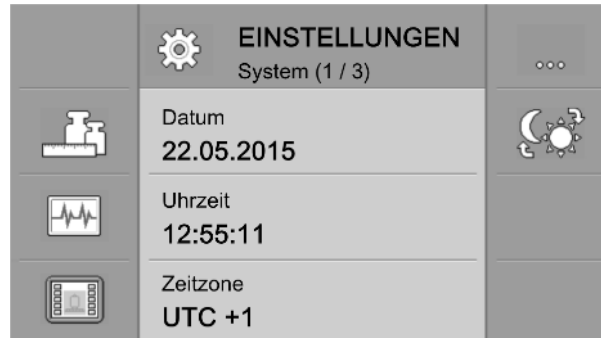 EINSTELLUNGEN
System (1 / 3)
Datum
22.05.2015
Uhrzeit
12:55:11
Zeitzone
UTC +1